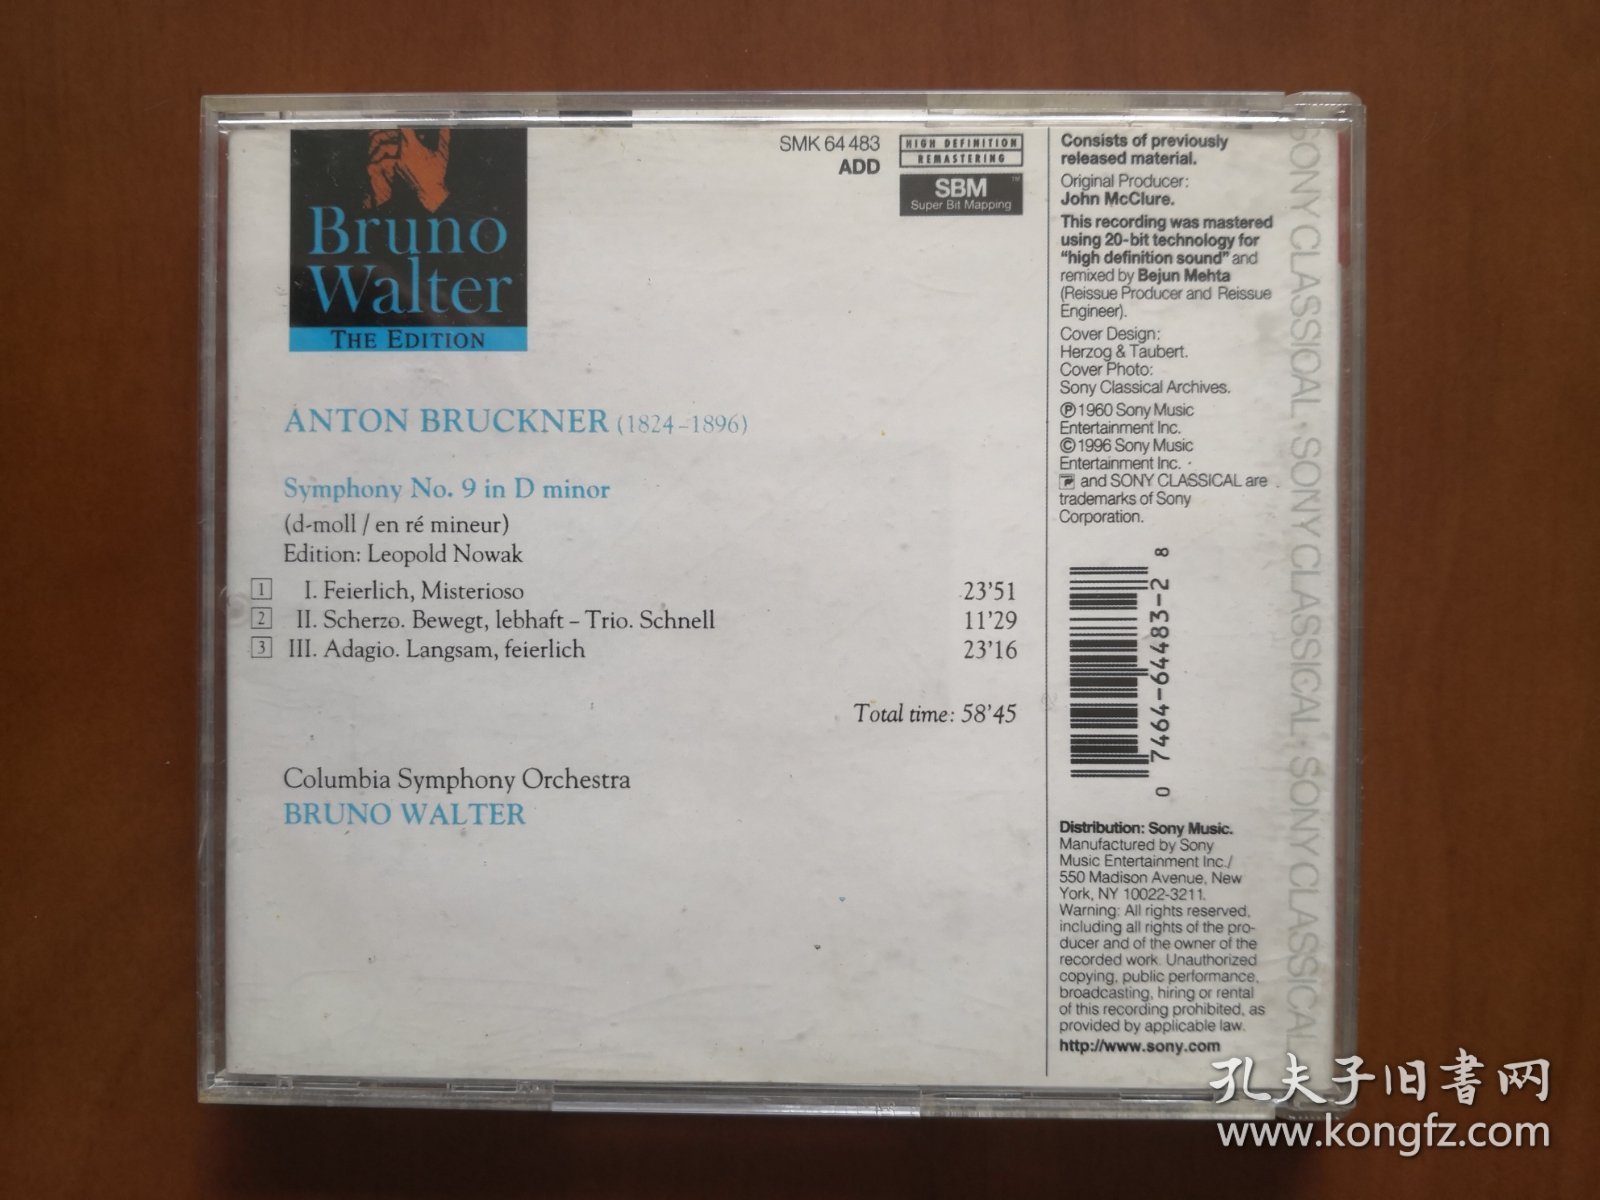 Bruno
Walter
THE EDITION
SMK 64 483
ADD
HIGH DEFINITION
REMASTERING
SBM™
Super Bit Mapping
ANTON BRUCKNER (1824–1896)
Symphony No. 9 in D minor
(d-moll / en ré mineur)
Edition: Leopold Nowak
1 I. Feierlich, Misterioso 23'51
2 II. Scherzo. Bewegt, lebhaft – Trio. Schnell 11'29
3 III. Adagio. Langsam, feierlich 23'16
Total time: 58'45
Columbia Symphony Orchestra
BRUNO WALTER
Consists of previously
released material.
Original Producer:
John McClure.
This recording was mastered
using 20-bit technology for
“high definition sound” and
remixed by Bejun Mehta
(Reissue Producer and Reissue
Engineer).
Cover Design:
Herzog & Taubert.
Cover Photo:
Sony Classical Archives.
℗ 1960 Sony Music
Entertainment Inc.
© 1996 Sony Music
Entertainment Inc.
and SONY CLASSICAL are
trademarks of Sony
Corporation.
0 7464-64483-2 8
Distribution: Sony Music.
Manufactured by Sony
Music Entertainment Inc./
550 Madison Avenue, New
York, NY 10022-3211.
Warning: All rights reserved,
including all rights of the pro-
ducer and of the owner of the
recorded work. Unauthorized
copying, public performance,
broadcasting, hiring or rental
of this recording prohibited, as
provided by applicable law.
http://www.sony.com
SONY CLASSICAL · SONY CLASSICAL · SONY CLASSICAL
孔夫子旧书网
www.kongfz.com